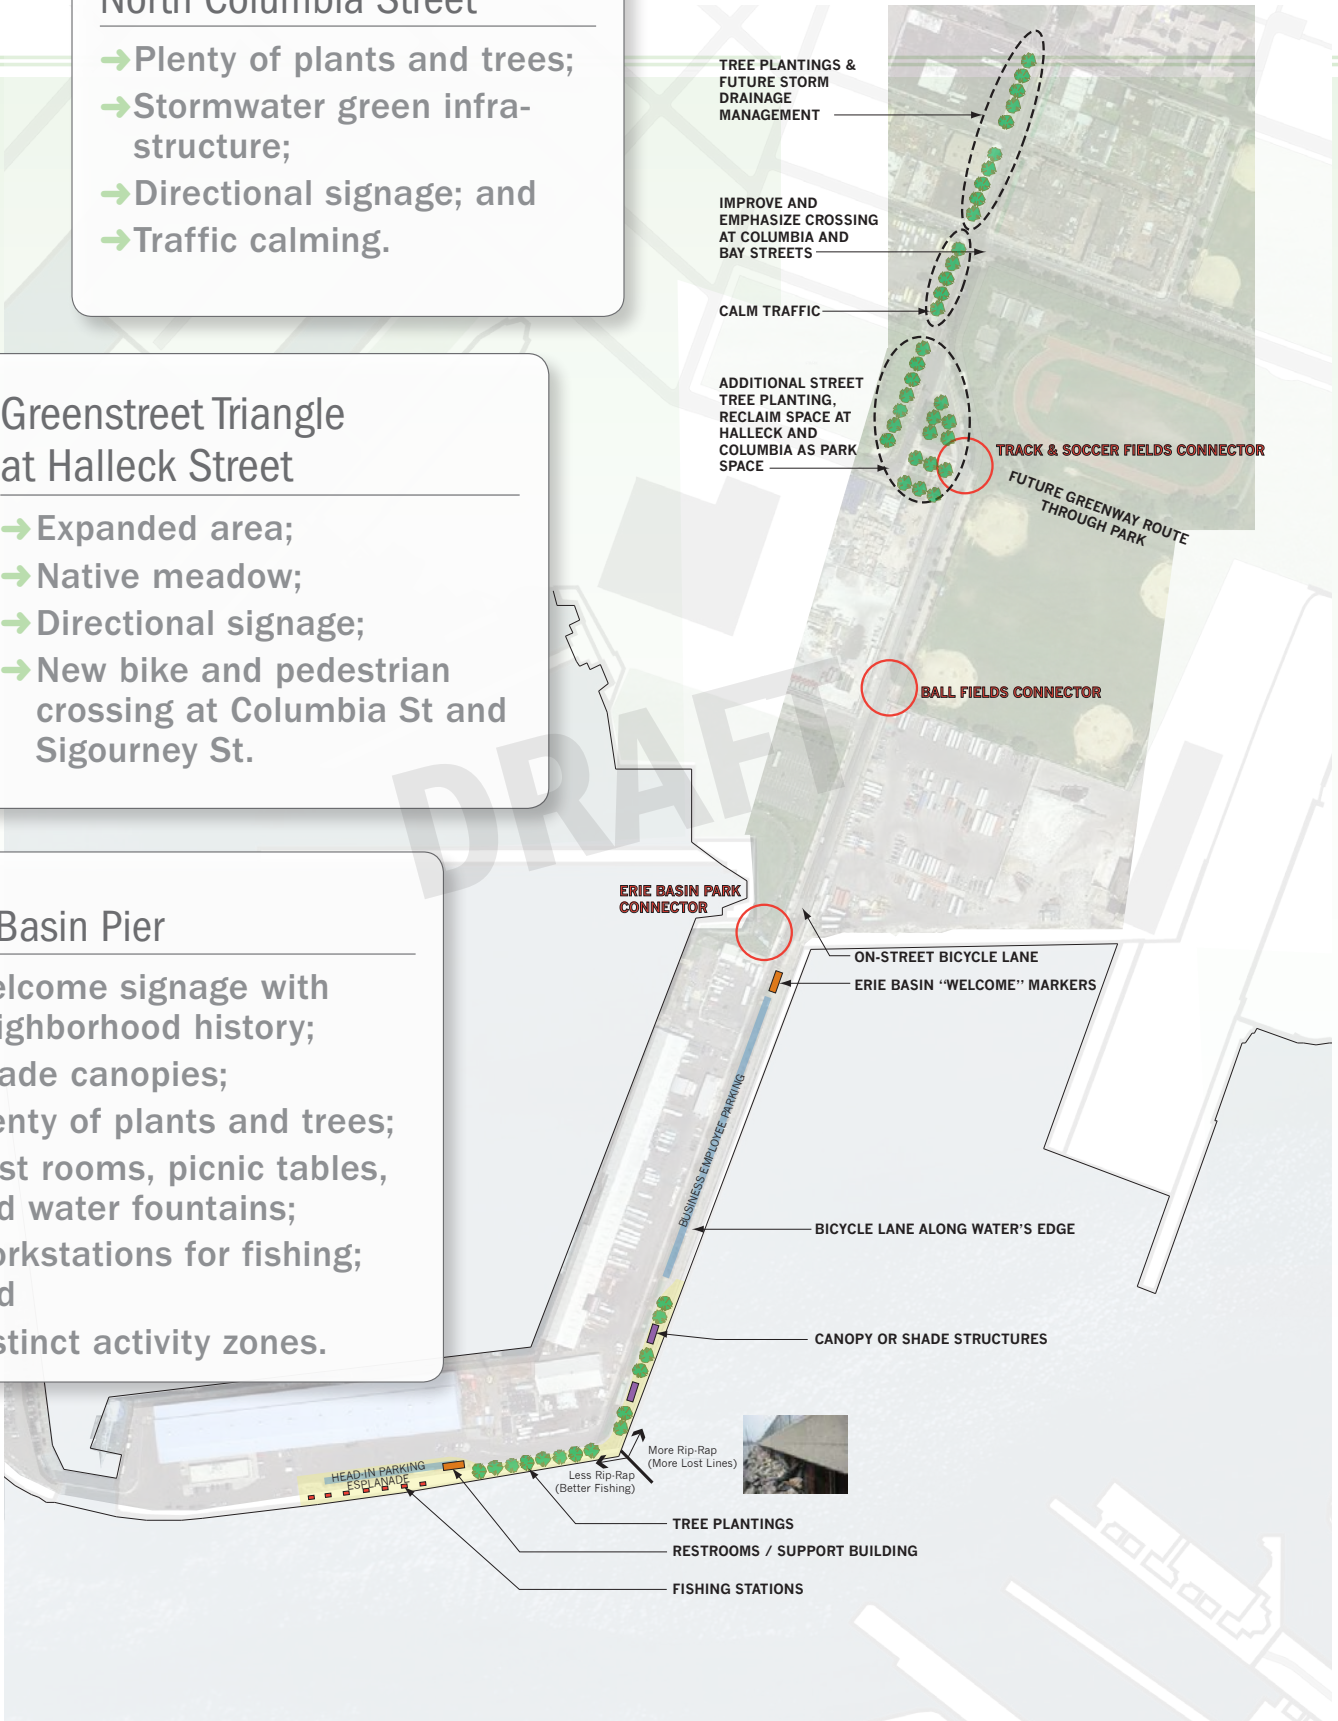 North Columbia Street
➔Plenty of plants and trees;
➔Stormwater green infra-
structure;
➔Directional signage; and
➔Traffic calming.
Greenstreet Triangle
at Halleck Street
➔Expanded area;
➔Native meadow;
➔Directional signage;
➔New bike and pedestrian
crossing at Columbia St and
Sigourney St.
Basin Pier
elcome signage with
ighborhood history;
ade canopies;
enty of plants and trees;
st rooms, picnic tables,
d water fountains;
orkstations for fishing;
d
stinct activity zones.
TREE PLANTINGS &
FUTURE STORM
DRAINAGE
MANAGEMENT
IMPROVE AND
EMPHASIZE CROSSING
AT COLUMBIA AND
BAY STREETS
CALM TRAFFIC
ADDITIONAL STREET
TREE PLANTING,
RECLAIM SPACE AT
HALLECK AND
COLUMBIA AS PARK
SPACE
TRACK & SOCCER FIELDS CONNECTOR
FUTURE GREENWAY ROUTE
THROUGH PARK
BALL FIELDS CONNECTOR
DRAFT
ERIE BASIN PARK
CONNECTOR
ON-STREET BICYCLE LANE
ERIE BASIN “WELCOME” MARKERS
BUSINESS EMPLOYEE PARKING
BICYCLE LANE ALONG WATER’S EDGE
CANOPY OR SHADE STRUCTURES
More Rip-Rap
(More Lost Lines)
Less Rip-Rap
(Better Fishing)
HEAD-IN PARKING
ESPLANADE
TREE PLANTINGS
RESTROOMS / SUPPORT BUILDING
FISHING STATIONS